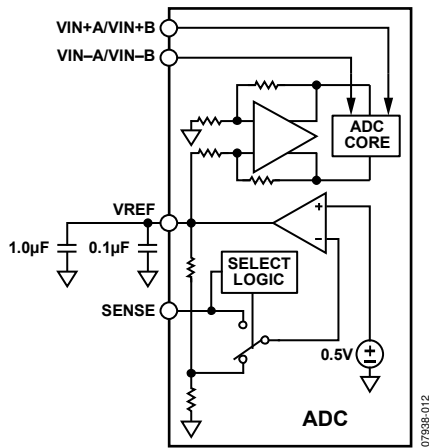 VIN+A/VIN+B
VIN–A/VIN–B
ADC
CORE
VREF
1.0µF
0.1µF
+
–
SELECT
LOGIC
SENSE
0.5V
+
–
ADC
07938-012